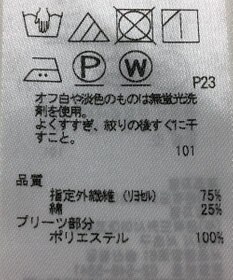 P
W
P23
オフ白や淡色のものは無蛍光洗
剤を使用。
よくすすぎ、絞りの後すぐに干
すこと。
101
品質
指定外繊維（リヨセル） 75%
綿 25%
プリーツ部分
ポリエステル 100%